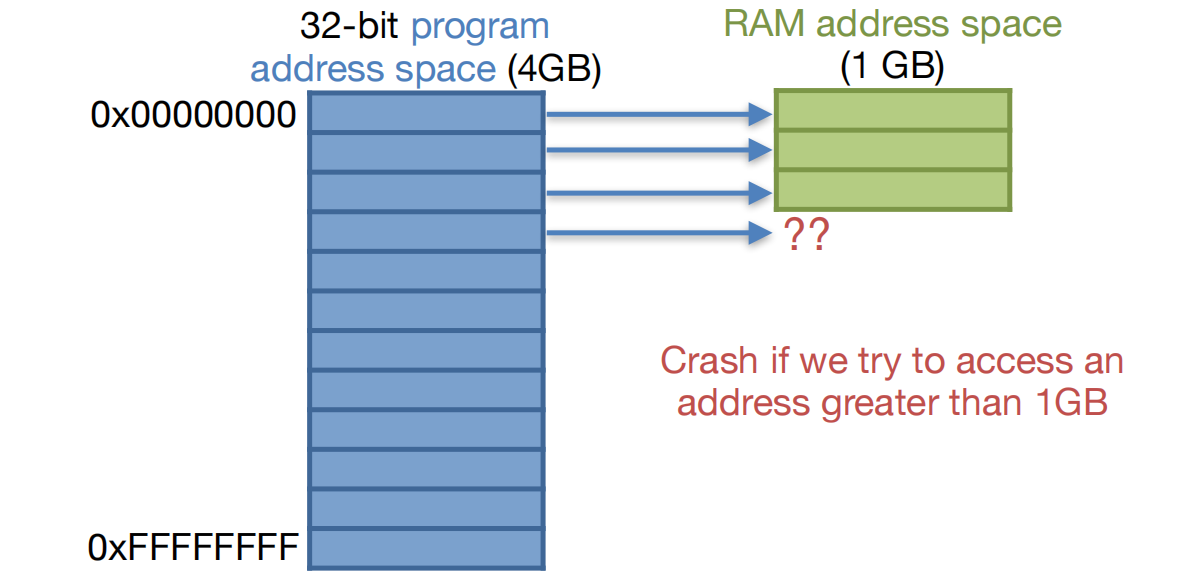 32-bit program
address space (4GB)
RAM address space
(1 GB)
0x00000000
??
Crash if we try to access an
address greater than 1GB
0xFFFFFFFF